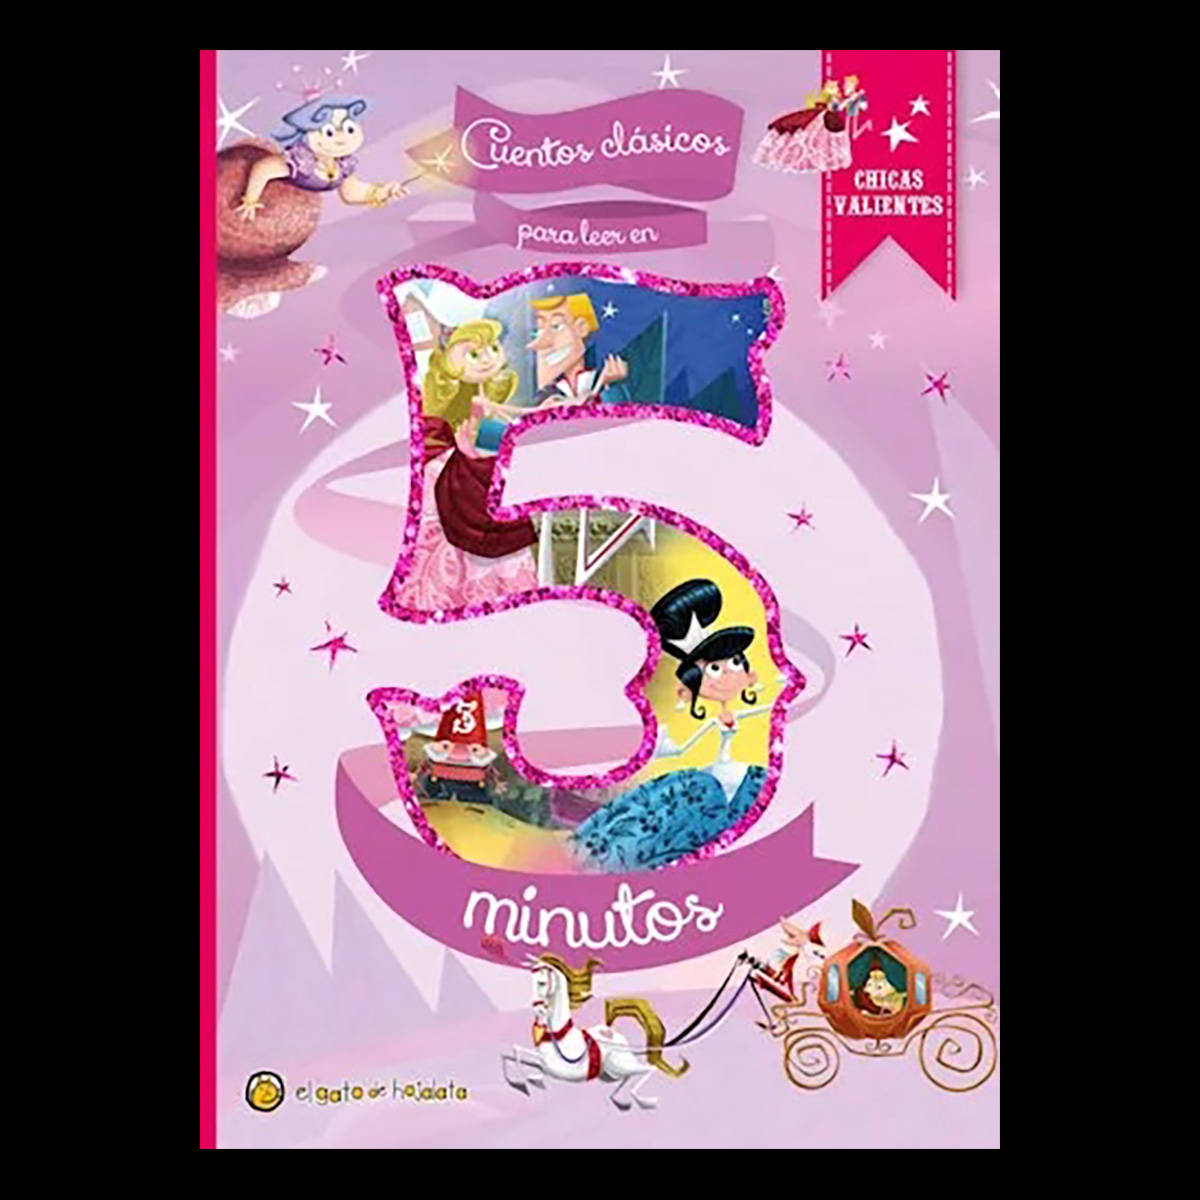 Cuentos clásicos
CHICAS
VALIENTES
para leer en
5
3
minutos
el gato de hojalata